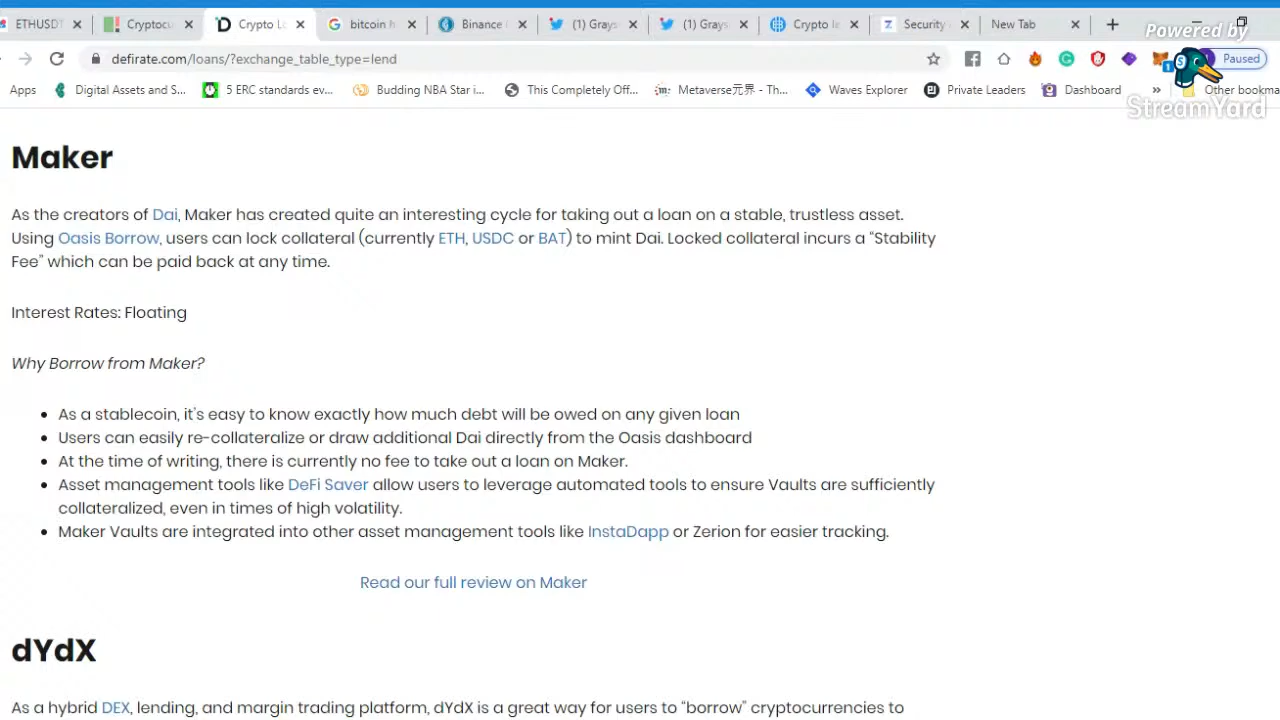 ETHUSDT
Cryptocu
Crypto Lo
bitcoin h
Binance
(1) Grays
(1) Grays
Crypto le
Security
New Tab
Powered by
defirate.com/loans/?exchange_table_type=lend
1
S
Paused
Apps
Digital Assets and S...
5 ERC standards ev...
Budding NBA Star i...
This Completely Off...
Metaverse元界 - Th...
Waves Explorer
Private Leaders
Dashboard
»
Other bookma
StreamYard
Maker
As the creators of Dai, Maker has created quite an interesting cycle for taking out a loan on a stable, trustless asset.
Using Oasis Borrow, users can lock collateral (currently ETH, USDC or BAT) to mint Dai. Locked collateral incurs a “Stability
Fee” which can be paid back at any time.
Interest Rates: Floating
Why Borrow from Maker?
• As a stablecoin, it's easy to know exactly how much debt will be owed on any given loan
• Users can easily re-collateralize or draw additional Dai directly from the Oasis dashboard
• At the time of writing, there is currently no fee to take out a loan on Maker.
• Asset management tools like DeFi Saver allow users to leverage automated tools to ensure Vaults are sufficiently
collateralized, even in times of high volatility.
• Maker Vaults are integrated into other asset management tools like InstaDapp or Zerion for easier tracking.
Read our full review on Maker
dYdX
As a hybrid DEX, lending, and margin trading platform, dYdX is a great way for users to “borrow” cryptocurrencies to